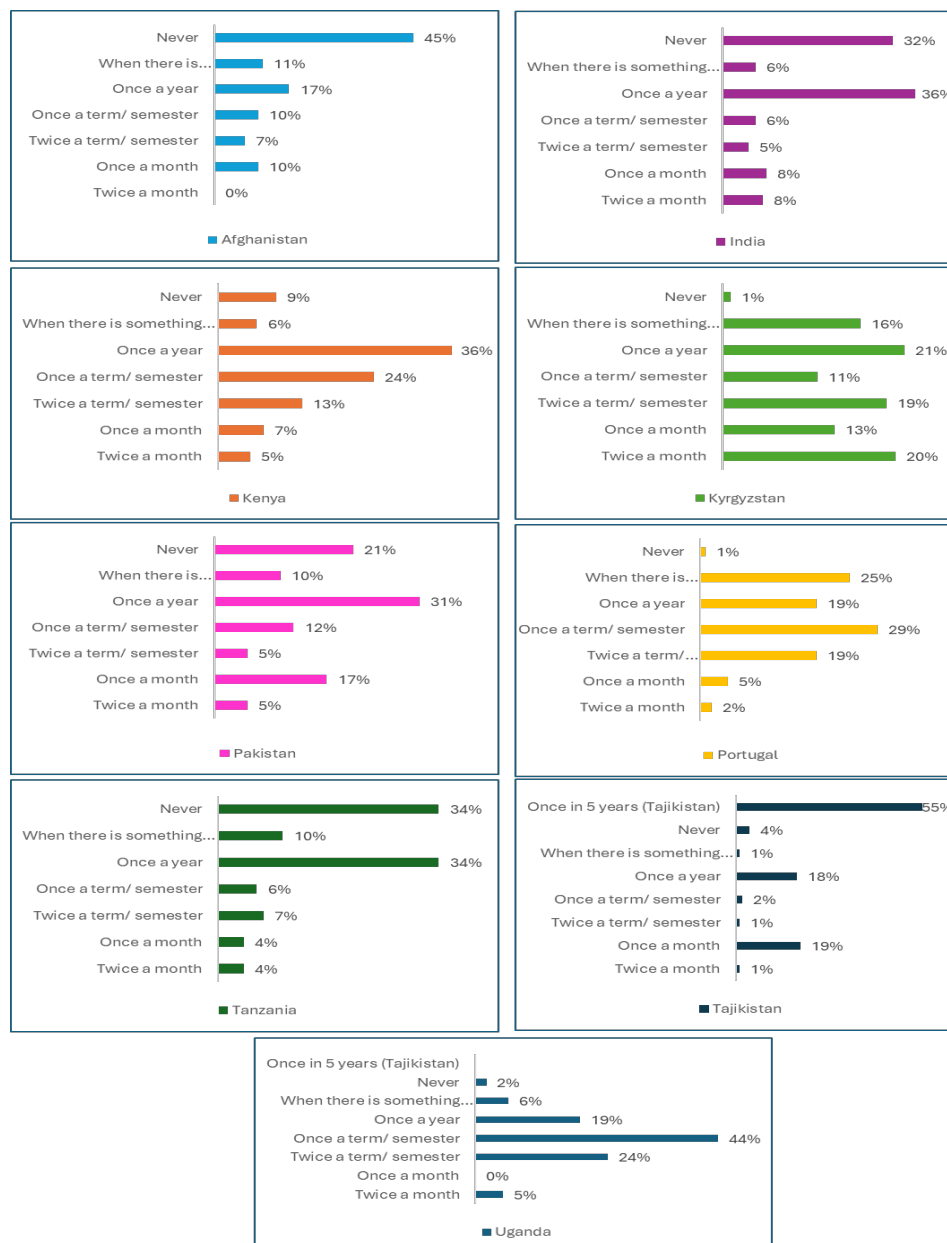 Never 45%
When there is... 11%
Once a year 17%
Once a term/ semester 10%
Twice a term/ semester 7%
Once a month 10%
Twice a month 0%
Afghanistan
Never 32%
When there is something... 6%
Once a year 36%
Once a term/ semester 6%
Twice a term/ semester 5%
Once a month 8%
Twice a month 8%
India
Never 9%
When there is something... 6%
Once a year 36%
Once a term/ semester 24%
Twice a term/ semester 13%
Once a month 7%
Twice a month 5%
Kenya
Never 1%
When there is something... 16%
Once a year 21%
Once a term/ semester 11%
Twice a term/ semester 19%
Once a month 13%
Twice a month 20%
Kyrgyzstan
Never 21%
When there is... 10%
Once a year 31%
Once a term/ semester 12%
Twice a term/ semester 5%
Once a month 17%
Twice a month 5%
Pakistan
Never 1%
When there is... 25%
Once a year 19%
Once a term/ semester 29%
Twice a term/... 19%
Once a month 5%
Twice a month 2%
Portugal
Never 34%
When there is something... 10%
Once a year 34%
Once a term/ semester 6%
Twice a term/ semester 7%
Once a month 4%
Twice a month 4%
Tanzania
Once in 5 years (Tajikistan) 55%
Never 4%
When there is something... 1%
Once a year 18%
Once a term/ semester 2%
Twice a term/ semester 1%
Once a month 19%
Twice a month 1%
Tajikistan
Once in 5 years (Tajikistan)
Never 2%
When there is something... 6%
Once a year 19%
Once a term/ semester 44%
Twice a term/ semester 24%
Once a month 0%
Twice a month 5%
Uganda